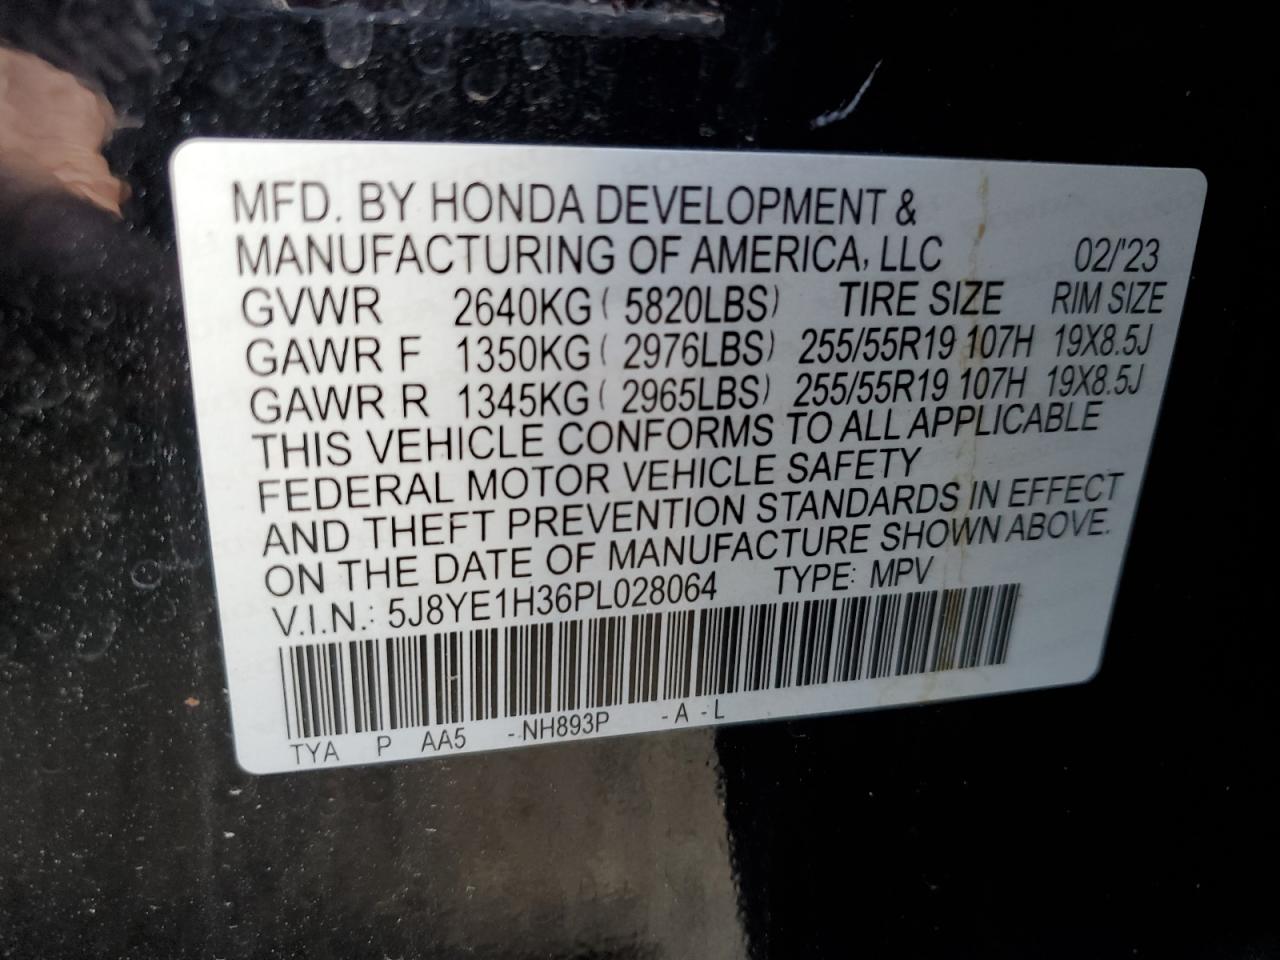 MFD. BY HONDA DEVELOPMENT &
MANUFACTURING OF AMERICA, LLC 02/'23
GVWR 2640KG ( 5820LBS) TIRE SIZE RIM SIZE
GAWR F 1350KG ( 2976LBS) 255/55R19 107H 19X8.5J
GAWR R 1345KG ( 2965LBS) 255/55R19 107H 19X8.5J
THIS VEHICLE CONFORMS TO ALL APPLICABLE
FEDERAL MOTOR VEHICLE SAFETY
AND THEFT PREVENTION STANDARDS IN EFFECT
ON THE DATE OF MANUFACTURE SHOWN ABOVE.
V.I.N.: 5J8YE1H36PL028064 TYPE: MPV
TYA P AA5 -NH893P -A -L